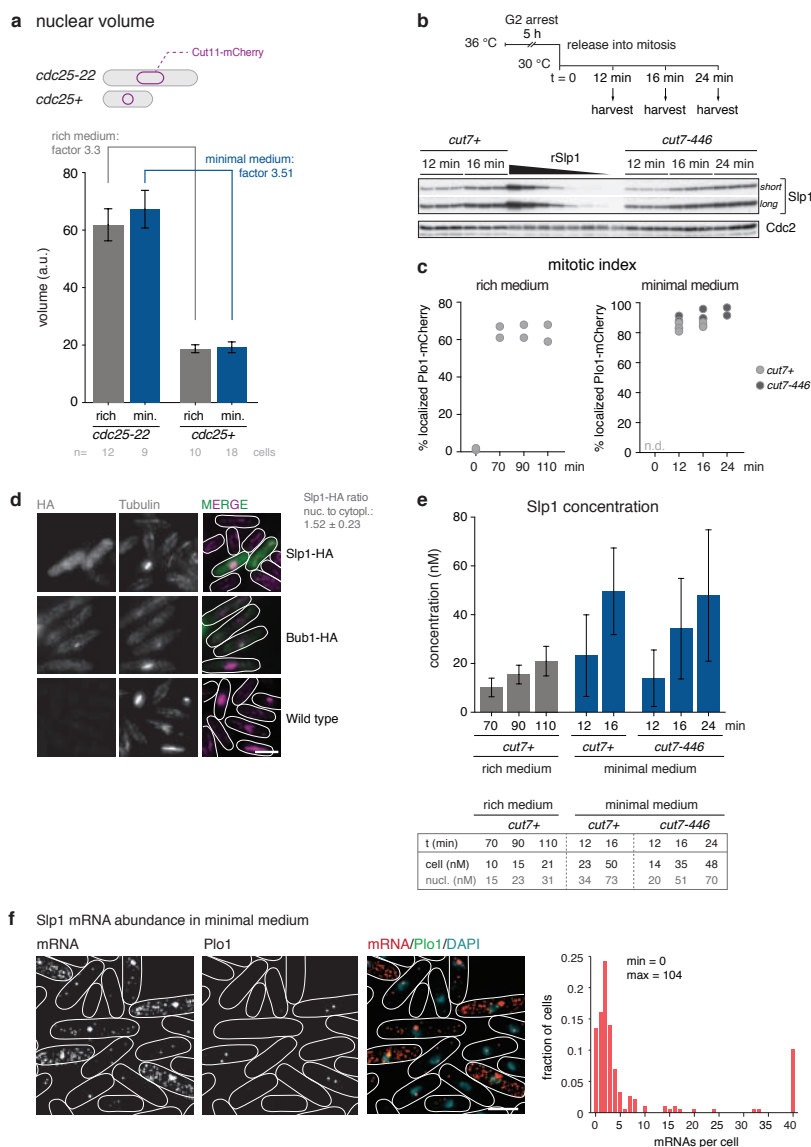 a nuclear volume
Cut11-mCherry
cdc25-22
cdc25+
rich medium:
factor 3.3
minimal medium:
factor 3.51
80
60
40
20
0
volume (a.u.)
rich min. rich min.
cdc25-22 cdc25+
n= 12 9 10 18 cells
b
G2 arrest
5 h
36 °C
release into mitosis
30 °C
t = 0 12 min 16 min 24 min
harvest harvest harvest
cut7+ rSlp1 cut7-446
12 min 16 min 12 min 16 min 24 min
short
long
Slp1
Cdc2
c mitotic index
rich medium minimal medium
% localized Plo1-mCherry
80
60
40
20
0
0 70 90 110 min
% localized Plo1-mCherry
100
80
60
40
20
0
n.d.
0 12 16 24 min
cut7+
cut7-446
d
HA Tubulin MERGE
Slp1-HA ratio
nuc. to cytopl.:
1.52 ± 0.23
Slp1-HA
Bub1-HA
Wild type
e Slp1 concentration
80
60
40
20
0
concentration (nM)
70 90 110 12 16 12 16 24 min
cut7+ cut7+ cut7-446
rich medium minimal medium
rich medium minimal medium
cut7+ cut7+ cut7-446
t (min) 70 90 110 12 16 12 16 24
cell (nM) 10 15 21 23 50 14 35 48
nucl. (nM) 15 23 31 34 73 20 51 70
f Slp1 mRNA abundance in minimal medium
mRNA Plo1 mRNA/Plo1/DAPI
min = 0
max = 104
0.25
0.2
0.15
0.1
0.05
0
fraction of cells
0 5 10 15 20 25 30 35 40
mRNAs per cell